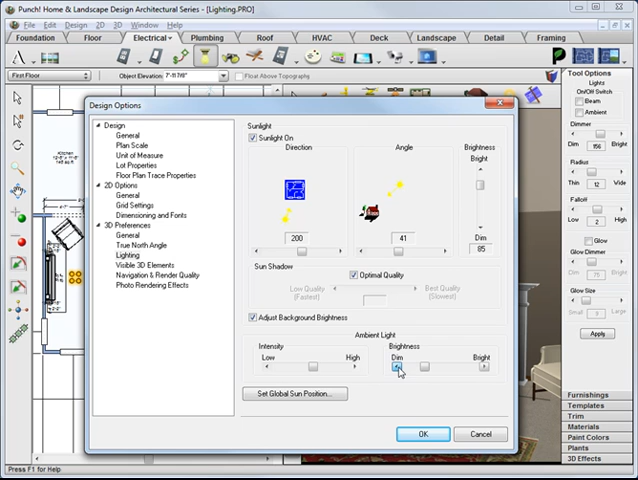 Punch! Home & Landscape Design Architectural Series - [Lighting.PRO]
File Edit Design 2D 3D Window Help
Foundation Floor Electrical Plumbing Roof HVAC Deck Landscape Detail Framing
First Floor Object Elevation: 7'-11 7/8" Float Above Topography
Tool Options
Lights
On/Off Switch
Beam
Ambient
Dimmer
Dim 156 Bright
Radius
Thin 12 Wide
Falloff
Low 2 High
Glow
Glow Dimmer
Dim 75 Bright
Glow Size
Small 8 Large
Apply
Furnishings
Templates
Trim
Materials
Paint Colors
Plants
3D Effects
Kitchen
Design Options
Design
General
Plan Scale
Unit of Measure
Lot Properties
Floor Plan Trace Properties
2D Options
General
Grid Settings
Dimensioning and Fonts
3D Preferences
General
True North Angle
Lighting
Visible 3D Elements
Navigation & Render Quality
Photo Rendering Effects
Sunlight
Sunlight On
Direction Angle Brightness
Bright
200 41
Dim
85
Sun Shadow
Optimal Quality
Low Quality
(Fastest)
Best Quality
(Slowest)
Adjust Background Brightness
Ambient Light
Intensity Brightness
Low High Dim Bright
Set Global Sun Position...
OK Cancel
Press F1 for Help